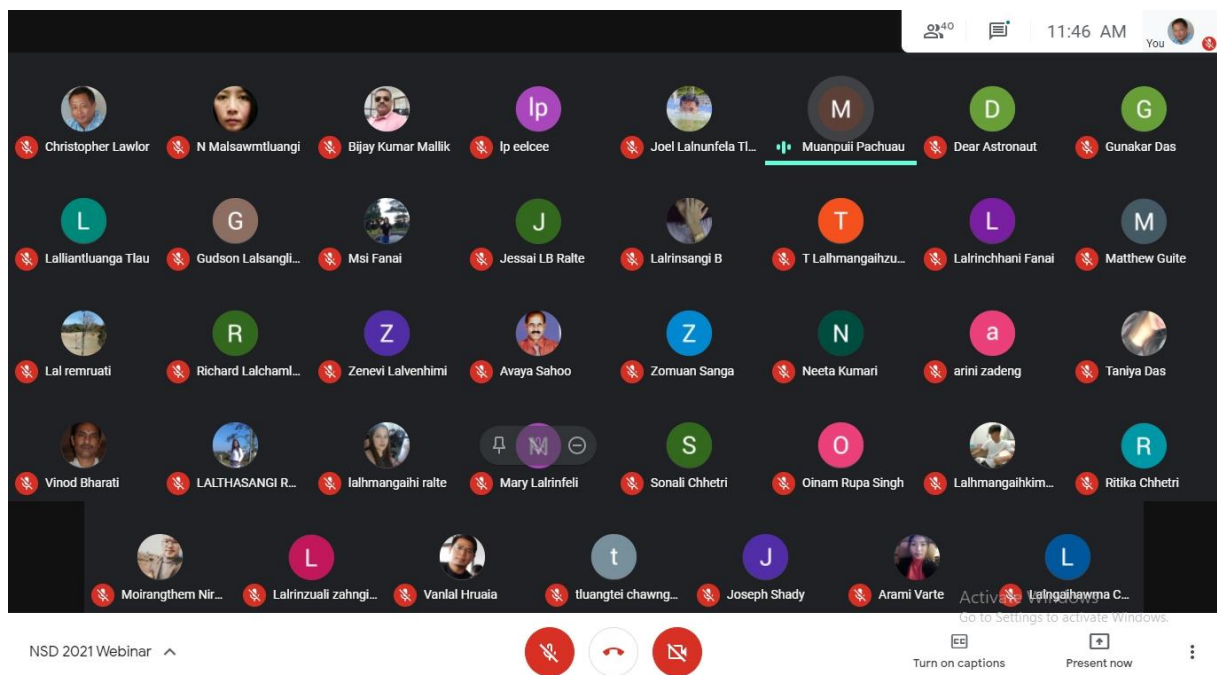 40 11:46 AM You
Ip M D G
Christopher Lawlor N Malsawmtluangi Bijay Kumar Mallik Ip eelcee Joel Lalnunfela Tl... Muanpuii Pachuau Dear Astronaut Gunakar Das
L G J T L M
Lalliantluanga Tlau Gudson Lalsangli... Msi Fanai Jessai LB Ralte Lalrinsangi B T Lalhmangaihzu... Lalrinchhani Fanai Matthew Guite
R Z Z N a
Lal remruati Richard Lalchaml... Zenevi Lalvenhimi Avaya Sahoo Zomuan Sanga Neeta Kumari arini zadeng Taniya Das
M S O R
Vinod Bharati LALTHASANGI R... lalhmangaihi ralte Mary Lalrinfeli Sonali Chhetri Oinam Rupa Singh Lalhmangaihkim... Ritika Chhetri
L t J L
Moirangthem Nir... Lalrinzuali zahngi... Vanlal Hruaia tluangtei chawng... Joseph Shady Arami Varte Lalngaihawma C...
Activate Windows
Go to Settings to activate Windows.
NSD 2021 Webinar CC Turn on captions Present now